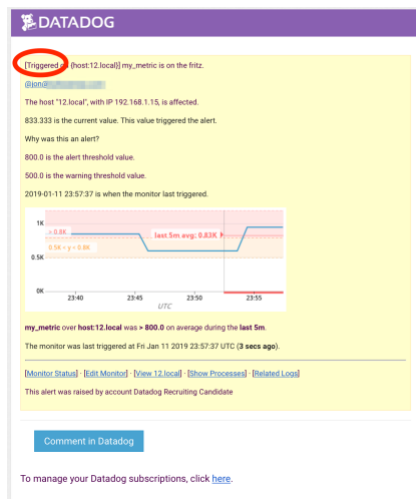 DATADOG
[Triggered on {host:12.local}] my_metric is on the fritz.
@jon@
The host "12.local", with IP 192.168.1.15, is affected.
833.333 is the current value. This value triggered the alert.
Why was this an alert?
800.0 is the alert threshold value.
500.0 is the warning threshold value.
2019-01-11 23:57:37 is when the monitor last triggered.
1K
> 0.8K
last 5m avg: 0.83K
0.5K < y < 0.8K
0.5K
0K
23:40 23:45 23:50 23:55
UTC
my_metric over host:12.local was > 800.0 on average during the last 5m.
The monitor was last triggered at Fri Jan 11 2019 23:57:37 UTC (3 secs ago).
[Monitor Status] · [Edit Monitor] · [View 12.local] · [Show Processes] · [Related Logs]
This alert was raised by account Datadog Recruiting Candidate
Comment in Datadog
To manage your Datadog subscriptions, click here.